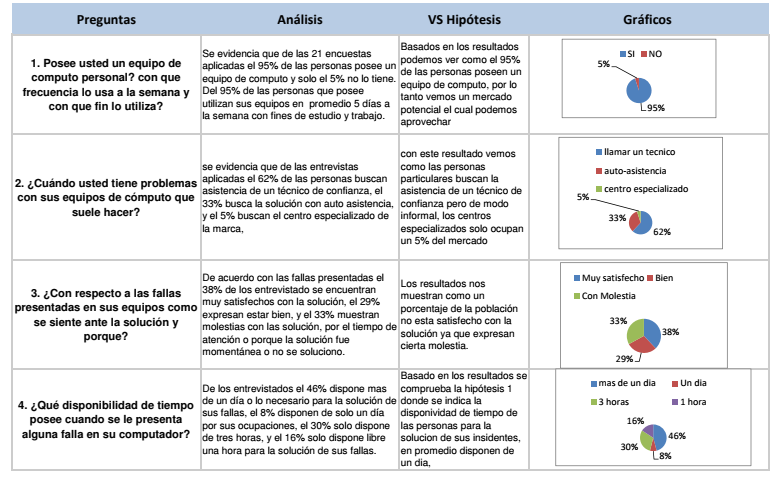 Preguntas
Análisis
VS Hipótesis
Gráficos
1. Posee usted un equipo de
computo personal? con que
frecuencia lo usa a la semana y
con que fin lo utiliza?
Se evidencia que de las 21 encuestas
aplicadas el 95% de las personas posee un
equipo de computo y solo el 5% no lo tiene.
Del 95% de las personas que posee
utilizan sus equipos en promedio 5 días a
la semana con fines de estudio y trabajo.
Basados en los resultados
podemos ver como el 95%
de las personas poseen un
equipo de computo, por lo
tanto vemos un mercado
potencial el cual podemos
aprovechar
SI NO
5%
95%
2. ¿Cuándo usted tiene problemas
con sus equipos de cómputo que
suele hacer?
se evidencia que de las entrevistas
aplicadas el 62% de las personas buscan
asistencia de un técnico de confianza, el
33% busca la solución con auto asistencia,
y el 5% buscan el centro especializado de
la marca,
con este resultado vemos
como las personas
particulares buscan la
asistencia de un técnico de
confianza pero de modo
informal, los centros
especializados solo ocupan
un 5% del mercado
llamar un tecnico
auto-asistencia
centro especializado
5%
33%
62%
3. ¿Con respecto a las fallas
presentadas en sus equipos como
se siente ante la solución y
porque?
De acuerdo con las fallas presentadas el
38% de los entrevistado se encuentran
muy satisfechos con la solución, el 29%
expresan estar bien, y el 33% muestran
molestias con las solución, por el tiempo de
atención o porque la solución fue
momentánea o no se soluciono.
Los resultados nos
muestran como un
porcentaje de la población
no esta satisfecho con la
solución ya que expresan
cierta molestia.
Muy satisfecho Bien
Con Molestia
33%
38%
29%
4. ¿Qué disponibilidad de tiempo
posee cuando se le presenta
alguna falla en su computador?
De los entrevistados el 46% dispone mas
de un día o lo necesario para la solución de
sus fallas, el 8% disponen de solo un día
por sus ocupaciones, el 30% solo dispone
de tres horas, y el 16% solo dispone libre
una hora para la solución de sus fallas.
Basado en los resultados se
comprueba la hipótesis 1
donde se indica la
disponividad de tiempo de
las personas para la
solucion de sus insidentes,
en promedio disponen de
un dia,
mas de un dia Un dia
3 horas 1 hora
16%
46%
30%
8%